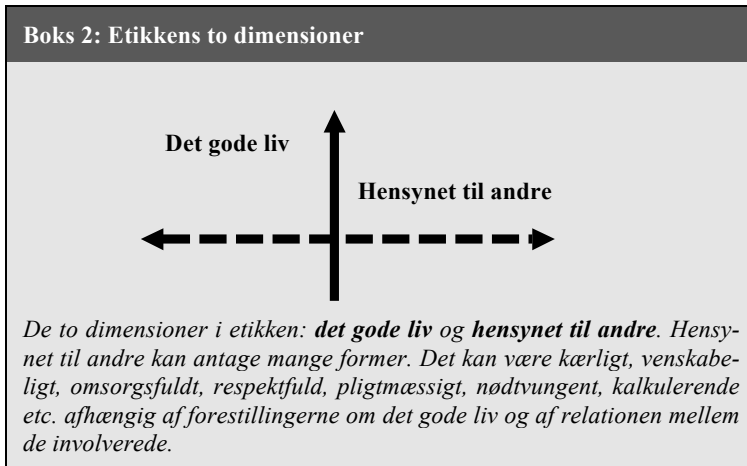 Boks 2: Etikkens to dimensioner
Det gode liv
Hensynet til andre
De to dimensioner i etikken: det gode liv og hensynet til andre. Hensy-
net til andre kan antage mange former. Det kan være kærligt, venskabe-
ligt, omsorgsfuldt, respektfuld, pligtmæssigt, nødtvungent, kalkulerende
etc. afhængig af forestillingerne om det gode liv og af relationen mellem
de involverede.